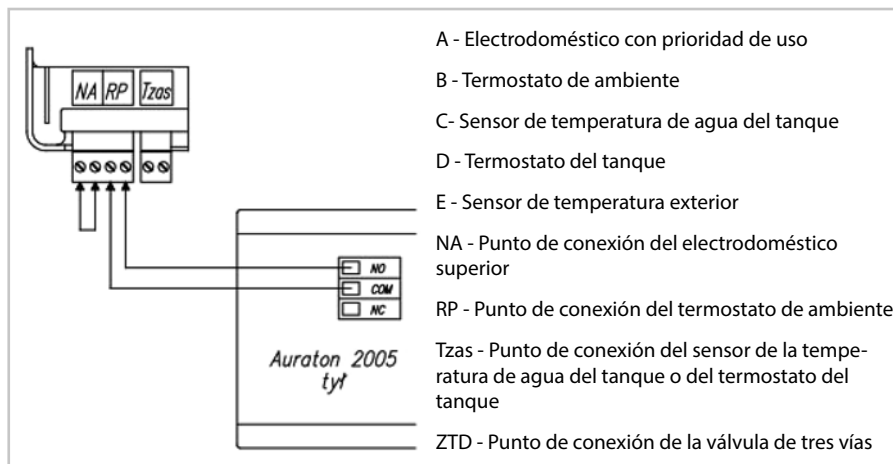 NA RP Tzas
NO
COM
NC
Auraton 2005
tył
A - Electrodoméstico con prioridad de uso
B - Termostato de ambiente
C- Sensor de temperatura de agua del tanque
D - Termostato del tanque
E - Sensor de temperatura exterior
NA - Punto de conexión del electrodoméstico
superior
RP - Punto de conexión del termostato de ambiente
Tzas - Punto de conexión del sensor de la tempe-
ratura de agua del tanque o del termostato del
tanque
ZTD - Punto de conexión de la válvula de tres vías